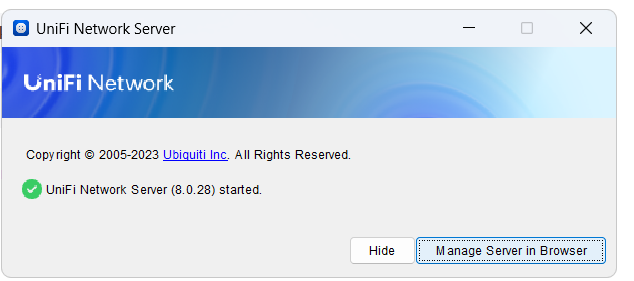 UniFi Network Server
UniFi Network
Copyright © 2005-2023 Ubiquiti Inc. All Rights Reserved.
UniFi Network Server (8.0.28) started.
Hide Manage Server in Browser